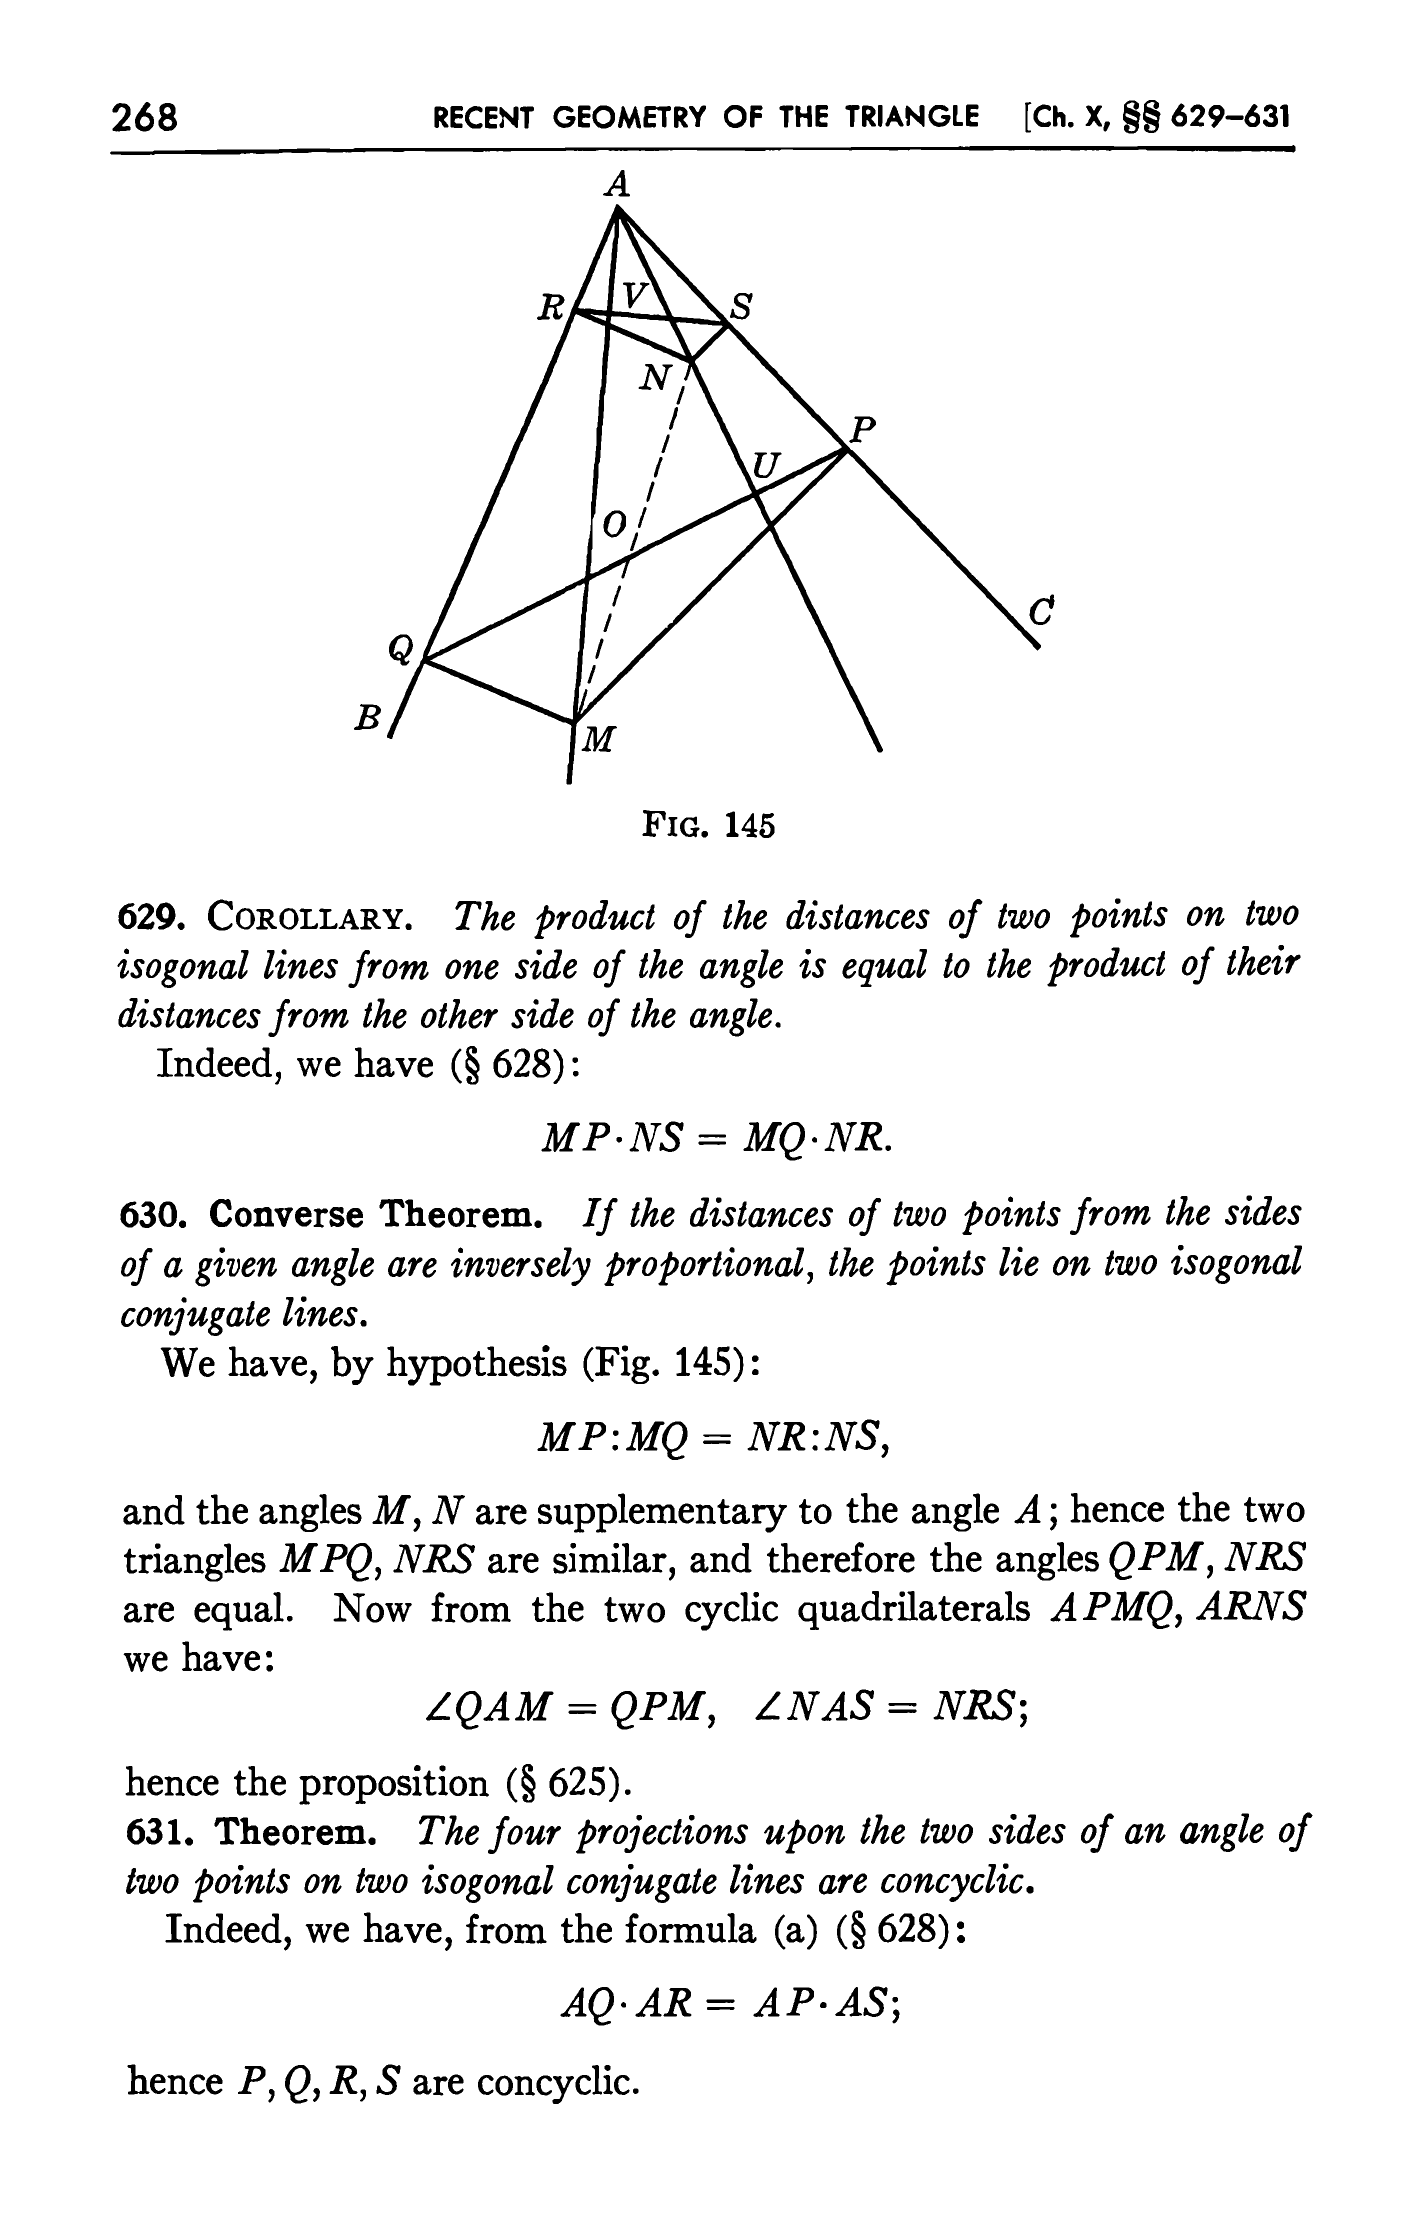 268 RECENT GEOMETRY OF THE TRIANGLE [Ch. X, §§ 629–631
A
R V S
N
P
U
O
C
Q
B
M
FIG. 145
629. COROLLARY. The product of the distances of two points on two
isogonal lines from one side of the angle is equal to the product of their
distances from the other side of the angle.
Indeed, we have (§ 628):
MP·NS = MQ·NR.
630. Converse Theorem. If the distances of two points from the sides
of a given angle are inversely proportional, the points lie on two isogonal
conjugate lines.
We have, by hypothesis (Fig. 145):
MP:MQ = NR:NS,
and the angles M, N are supplementary to the angle A; hence the two
triangles MPQ, NRS are similar, and therefore the angles QPM, NRS
are equal. Now from the two cyclic quadrilaterals APMQ, ARNS
we have:
∠QAM = QPM, ∠NAS = NRS;
hence the proposition (§ 625).
631. Theorem. The four projections upon the two sides of an angle of
two points on two isogonal conjugate lines are concyclic.
Indeed, we have, from the formula (a) (§ 628):
AQ·AR = AP·AS;
hence P, Q, R, S are concyclic.